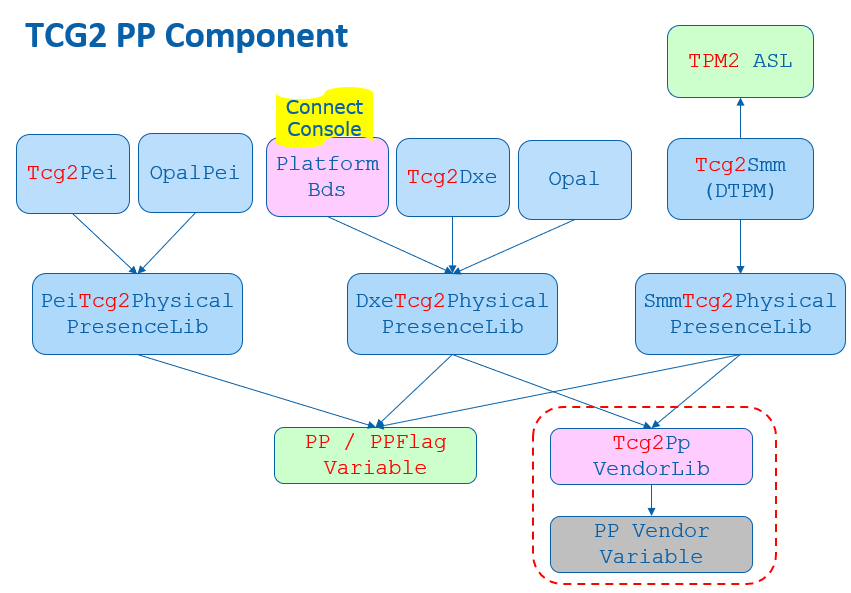 TCG2 PP Component
TPM2 ASL
Connect
Console
Tcg2Pei
OpalPei
Platform
Bds
Tcg2Dxe
Opal
Tcg2Smm
(DTPM)
PeiTcg2Physical
PresenceLib
DxeTcg2Physical
PresenceLib
SmmTcg2Physical
PresenceLib
PP / PPFlag
Variable
Tcg2Pp
VendorLib
PP Vendor
Variable